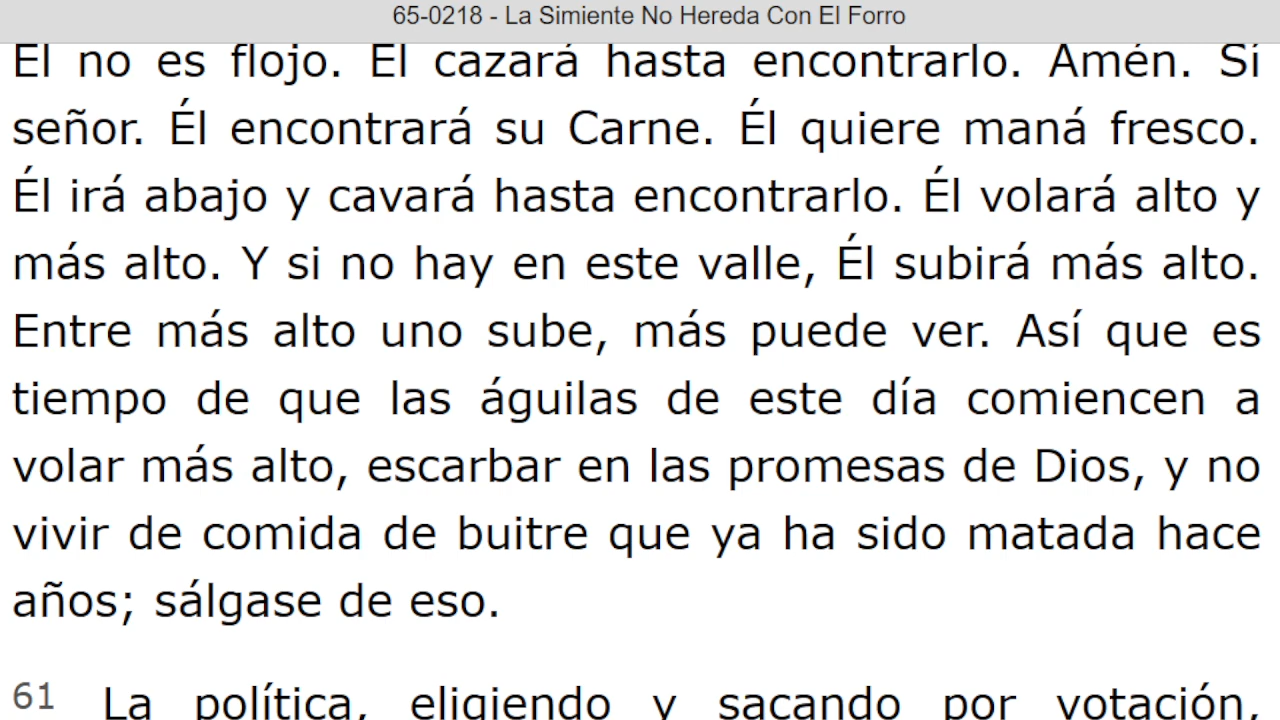 65-0218 - La Simiente No Hereda Con El Forro
Él no es flojo. Él cazará hasta encontrarlo. Amén. Sí
señor. Él encontrará su Carne. Él quiere maná fresco.
Él irá abajo y cavará hasta encontrarlo. Él volará alto y
más alto. Y si no hay en este valle, Él subirá más alto.
Entre más alto uno sube, más puede ver. Así que es
tiempo de que las águilas de este día comiencen a
volar más alto, escarbar en las promesas de Dios, y no
vivir de comida de buitre que ya ha sido matada hace
años; sálgase de eso.
61 La política, eligiendo y sacando por votación,